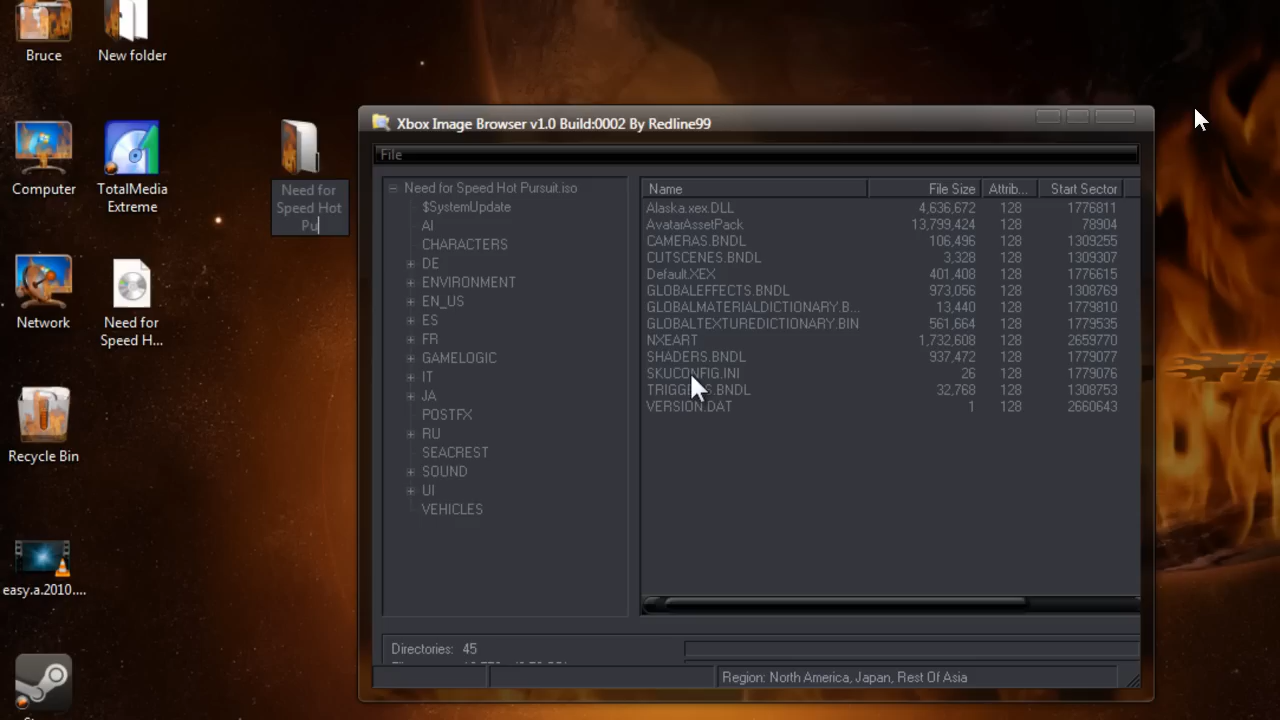 Bruce
New folder
Computer
TotalMedia
Extreme
Network
Need for
Speed H...
Recycle Bin
easy.a.2010....
Need for
Speed Hot
Pu
Xbox Image Browser v1.0 Build:0002 By Redline99
File
Need for Speed Hot Pursuit.iso
$SystemUpdate
AI
CHARACTERS
DE
ENVIRONMENT
EN_US
ES
FR
GAMELOGIC
IT
JA
POSTFX
RU
SEACREST
SOUND
UI
VEHICLES
Name File Size Attrib... Start Sector
Alaska.xex.DLL 4,636,672 128 1776811
AvatarAssetPack 13,799,424 128 78904
CAMERAS.BNDL 106,496 128 1309255
CUTSCENES.BNDL 3,328 128 1309307
Default.XEX 401,408 128 1776615
GLOBALEFFECTS.BNDL 973,056 128 1308769
GLOBALMATERIALDICTIONARY.B... 13,440 128 1779810
GLOBALTEXTUREDICTIONARY.BIN 561,664 128 1779535
NXEART 1,732,608 128 2659770
SHADERS.BNDL 937,472 128 1779077
SKUCONFIG.INI 26 128 1779076
TRIGGERS.BNDL 32,768 128 1308753
VERSION.DAT 1 128 2660643
Directories: 45
Region: North America, Japan, Rest Of Asia